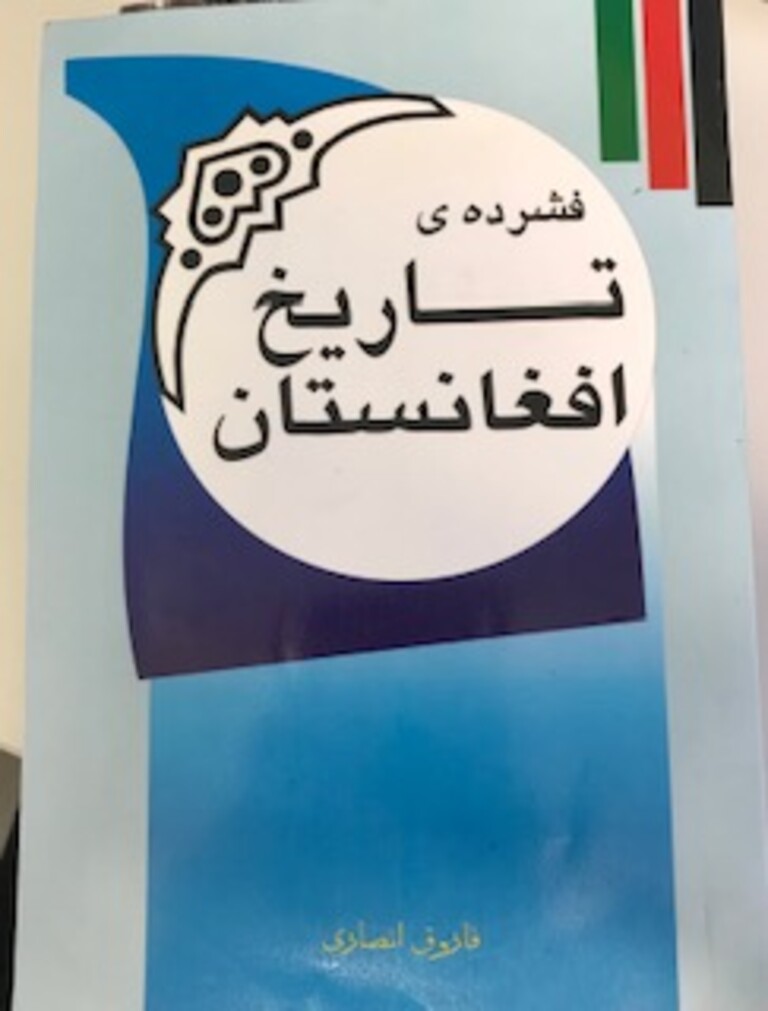 فشرده ی
تاریخ
افغانستان
فاروق انصاری